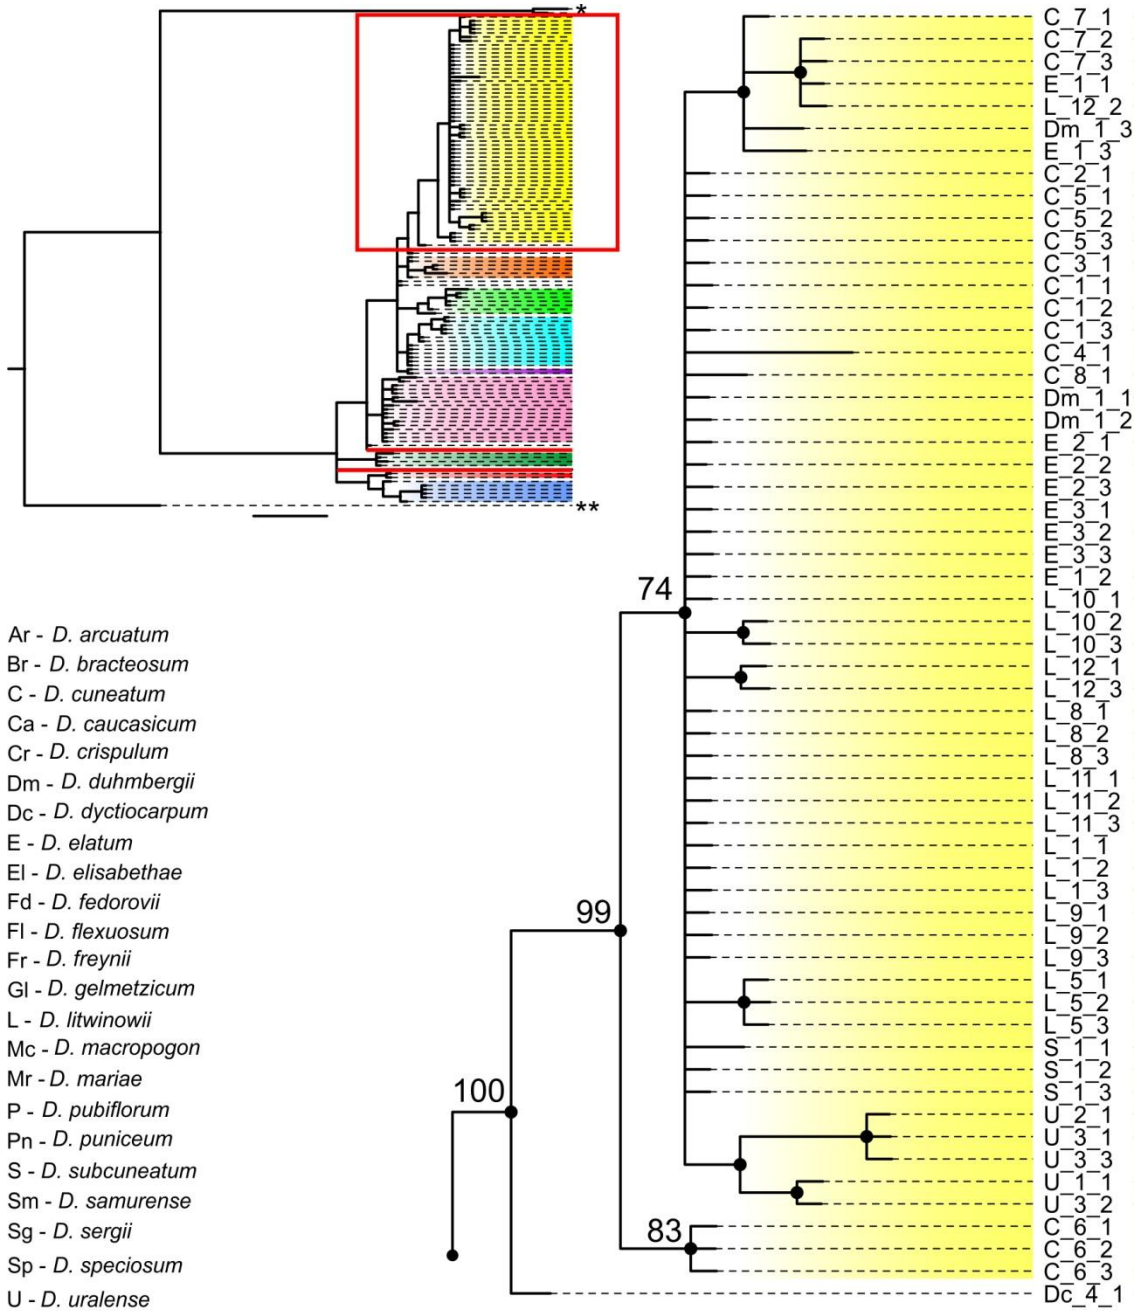 *
**
Ar - D. arcuatum
Br - D. bracteosum
C - D. cuneatum
Ca - D. caucasicum
Cr - D. crispulum
Dm - D. duhmbergii
Dc - D. dyctiocarpum
E - D. elatum
El - D. elisabethae
Fd - D. fedorovii
Fl - D. flexuosum
Fr - D. freynii
Gl - D. gelmetzicum
L - D. litwinowii
Mc - D. macropogon
Mr - D. mariae
P - D. pubiflorum
Pn - D. puniceum
S - D. subcuneatum
Sm - D. samurense
Sg - D. sergii
Sp - D. speciosum
U - D. uralense
74
99
100
83
C_7_1
C_7_2
C_7_3
E_1_1
L_12_2
Dm_1_3
E_1_3
C_2_1
C_5_1
C_5_2
C_5_3
C_3_1
C_1_1
C_1_2
C_1_3
C_4_1
C_8_1
Dm_1_1
Dm_1_2
E_2_1
E_2_2
E_2_3
E_3_1
E_3_2
E_3_3
E_1_2
L_10_1
L_10_2
L_10_3
L_12_1
L_12_3
L_8_1
L_8_2
L_8_3
L_11_1
L_11_2
L_11_3
L_1_1
L_1_2
L_1_3
L_9_1
L_9_2
L_9_3
L_5_1
L_5_2
L_5_3
S_1_1
S_1_2
S_1_3
U_2_1
U_3_1
U_3_3
U_1_1
U_3_2
C_6_1
C_6_2
C_6_3
Dc_4_1